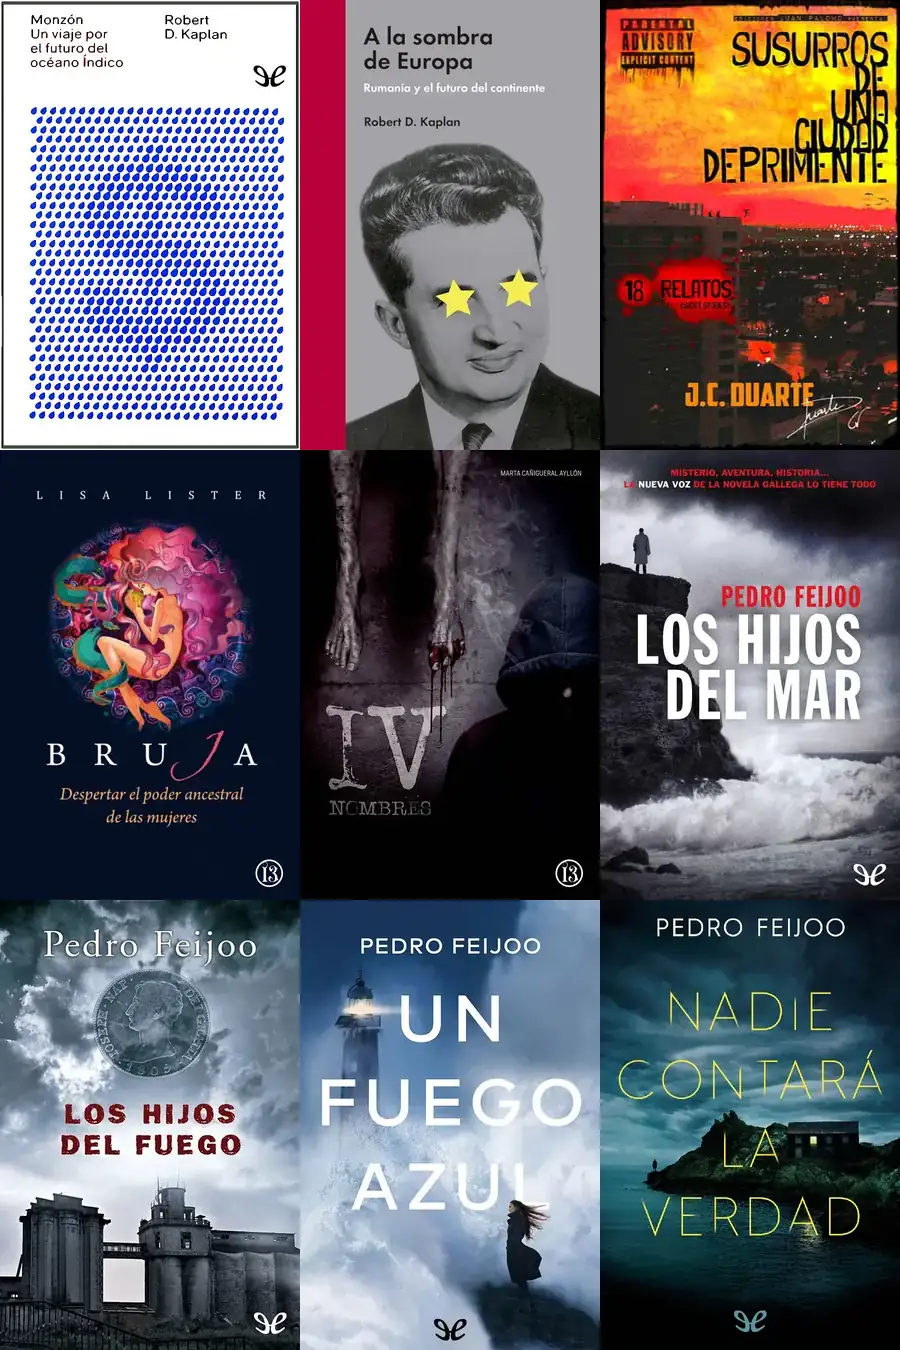 Monzón
Un viaje por
el futuro del
océano Índico
Robert
D. Kaplan
A la sombra
de Europa
Rumanía y el futuro del continente
Robert D. Kaplan
PARENTAL
ADVISORY
EXPLICIT CONTENT
EDICIONES JUAN PALOMO PRESENTA:
SUSURROS
DE
UNA
CIUDAD
DEPRIMENTE
18 RELATOS
J.C. DUARTE
LISA LISTER
BRUJA
Despertar el poder ancestral
de las mujeres
13
MARTA CAÑIGUERAL AYLLÓN
IV
NOMBRES
13
MISTERIO, AVENTURA, HISTORIA...
LA NUEVA VOZ DE LA NOVELA GALLEGA LO TIENE TODO
PEDRO FEIJOO
LOS HIJOS
DEL MAR
Pedro Feijoo
LOS HIJOS
DEL FUEGO
PEDRO FEIJOO
UN
FUEGO
AZUL
PEDRO FEIJOO
NADIE
CONTARÁ
LA
VERDAD